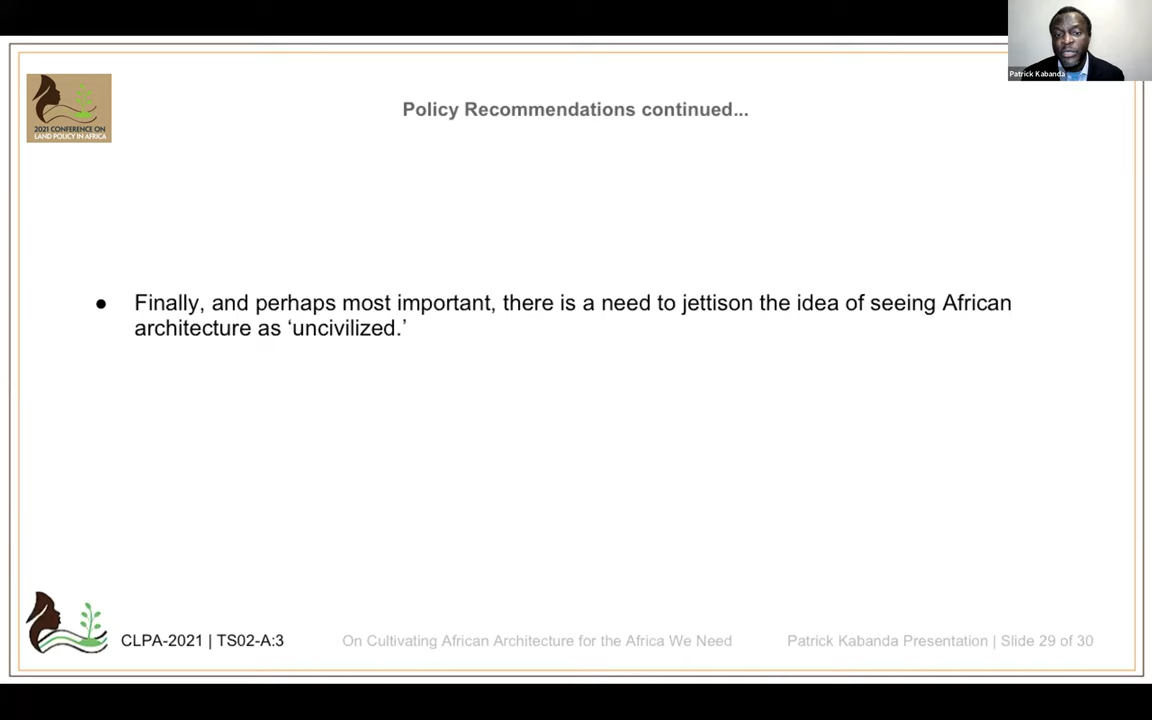 Patrick Kabanda
2021 CONFERENCE ON
LAND POLICY IN AFRICA
Policy Recommendations continued...
● Finally, and perhaps most important, there is a need to jettison the idea of seeing African
architecture as ‘uncivilized.’
CLPA-2021 | TS02-A:3
On Cultivating African Architecture for the Africa We Need
Patrick Kabanda Presentation | Slide 29 of 30